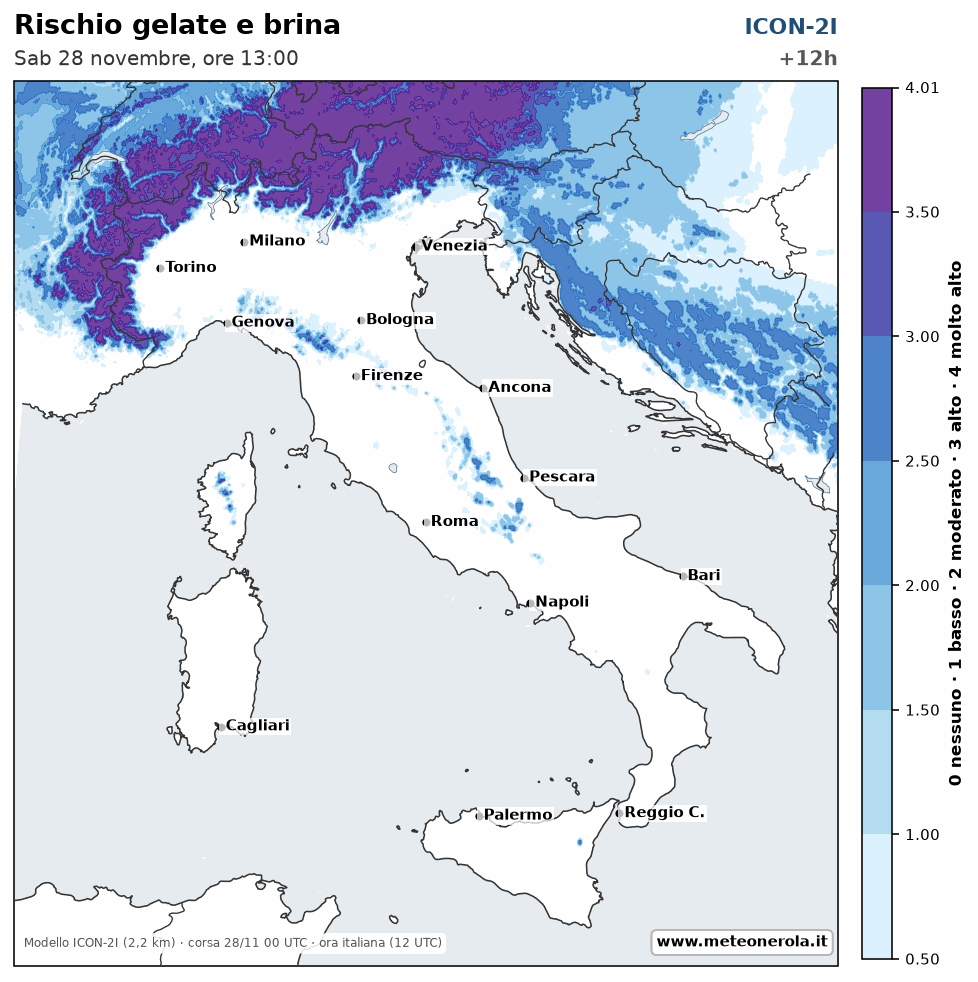 Rischio gelate e brina
ICON-2I
Sab 28 novembre, ore 13:00
+12h
4.01
3.50
3.00
2.50
2.00
1.50
1.00
0.50
0 nessuno · 1 basso · 2 moderato · 3 alto · 4 molto alto
Milano
Venezia
Torino
Genova
Bologna
Firenze
Ancona
Pescara
Roma
Bari
Napoli
Cagliari
Palermo
Reggio C.
Modello ICON-2I (2,2 km) · corsa 28/11 00 UTC · ora italiana (12 UTC)
www.meteonerola.it